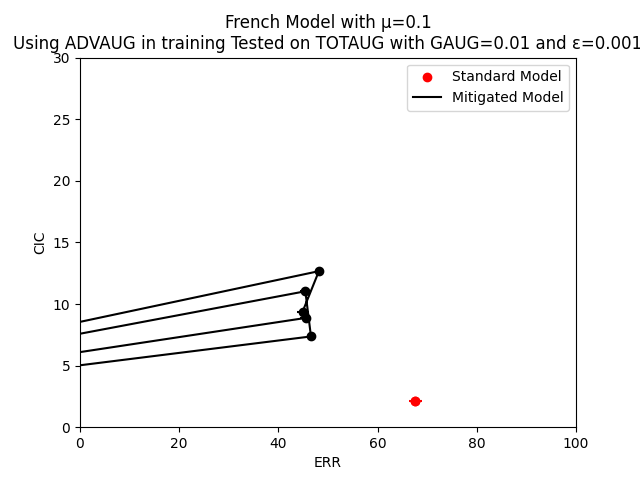 French Model with μ=0.1
Using ADVAUG in training Tested on TOTAUG with GAUG=0.01 and ε=0.001
30
25
20
15
10
5
0
CIC
Standard Model
Mitigated Model
0 20 40 60 80 100
ERR